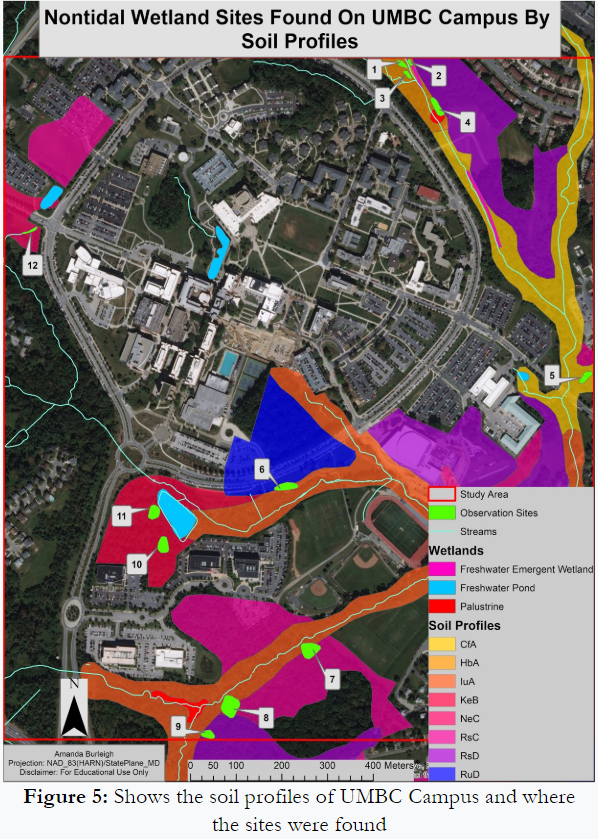 Nontidal Wetland Sites Found On UMBC Campus By
Soil Profiles
1
2
3
4
12
5
6
11
10
7
8
9
Study Area
Observation Sites
Streams
Wetlands
Freshwater Emergent Wetland
Freshwater Pond
Palustrine
Soil Profiles
CfA
HbA
IuA
KeB
NeC
RsC
RsD
RuD
N
Amanda Burleigh
Projection: NAD_83(HARN)/StatePlane_MD
Disclaimer: For Educational Use Only
0 50 100 200 300 400 Meters
Figure 5: Shows the soil profiles of UMBC Campus and where
the sites were found